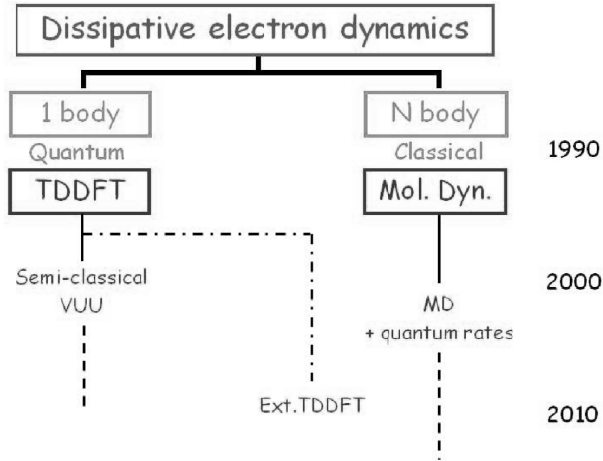 Dissipative electron dynamics
1 body
N body
Quantum
Classical
1990
TDDFT
Mol. Dyn.
Semi-classical
VUU
2000
MD
+ quantum rates
Ext.TDDFT
2010